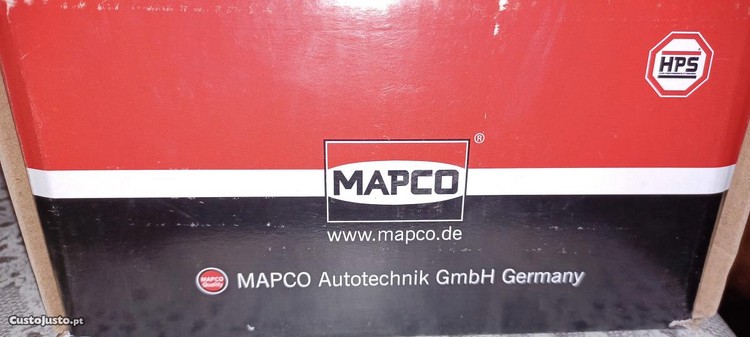 HPS
MAPCO®
www.mapco.de
MAPCO Quality
MAPCO Autotechnik GmbH Germany
CustoJusto.pt